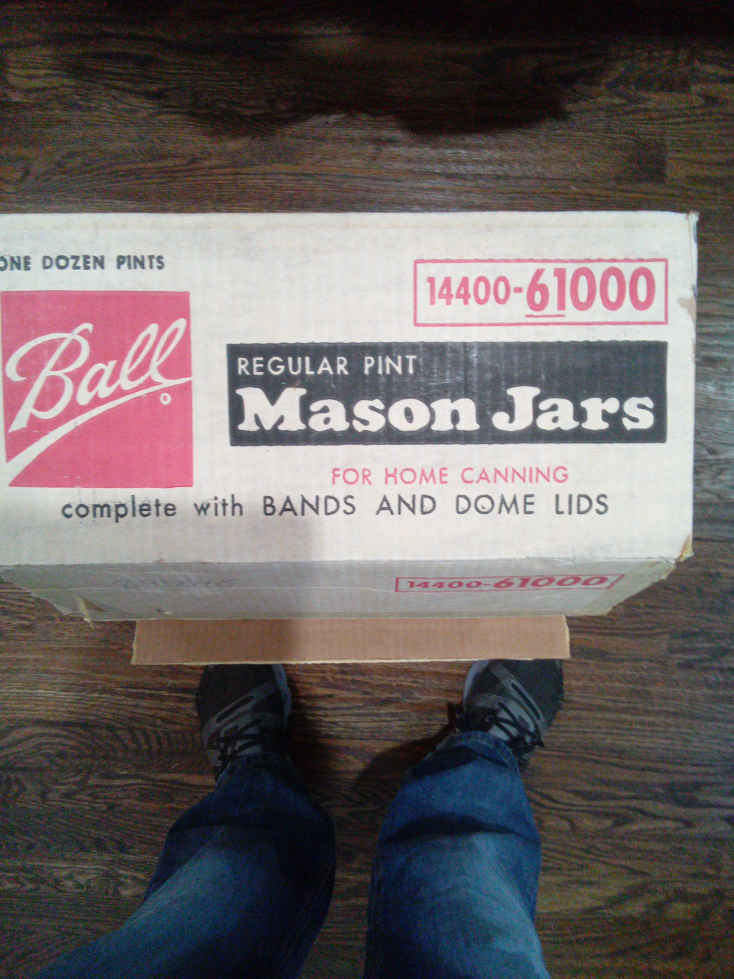 ONE DOZEN PINTS
14400-61000
Ball®
REGULAR PINT
Mason Jars
FOR HOME CANNING
complete with BANDS AND DOME LIDS
14400-61000